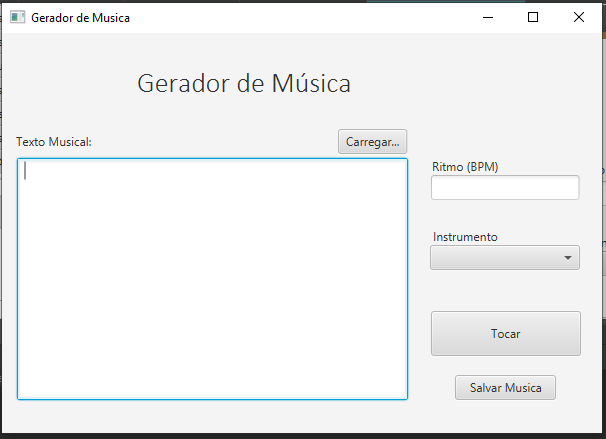 Gerador de Musica
Gerador de Música
Texto Musical:
Carregar...
Ritmo (BPM)
Instrumento
Tocar
Salvar Musica